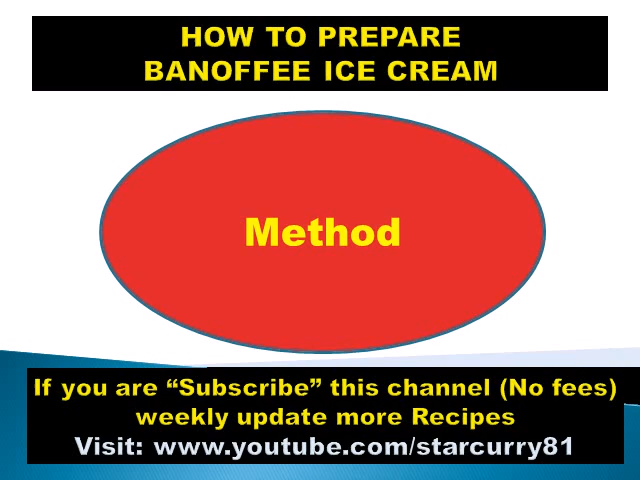 HOW TO PREPARE
BANOFFEE ICE CREAM
Method
If you are “Subscribe” this channel (No fees)
weekly update more Recipes
Visit: www.youtube.com/starcurry81